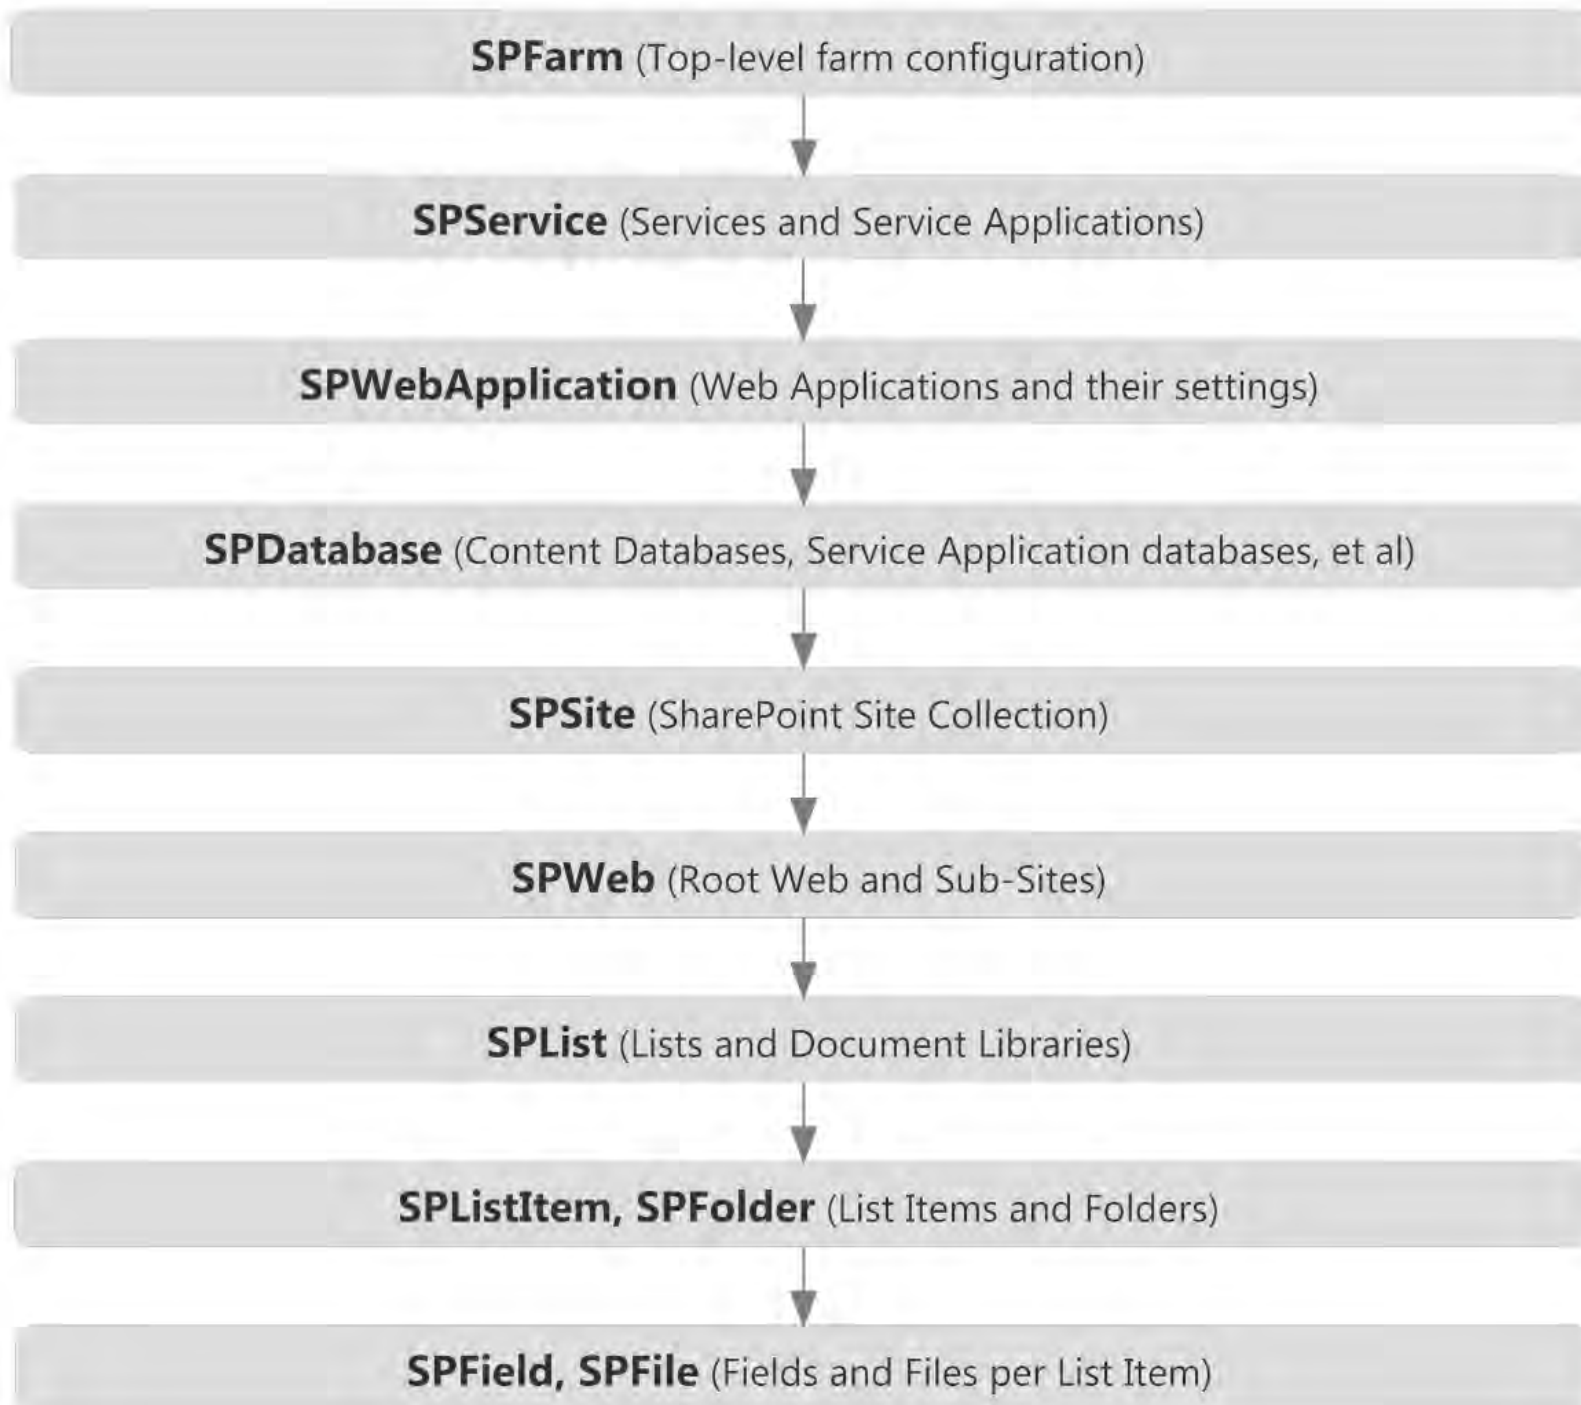 SPFarm (Top-level farm configuration)
SPService (Services and Service Applications)
SPWebApplication (Web Applications and their settings)
SPDatabase (Content Databases, Service Application databases, et al)
SPSite (SharePoint Site Collection)
SPWeb (Root Web and Sub-Sites)
SPList (Lists and Document Libraries)
SPListItem, SPFolder (List Items and Folders)
SPField, SPFile (Fields and Files per List Item)